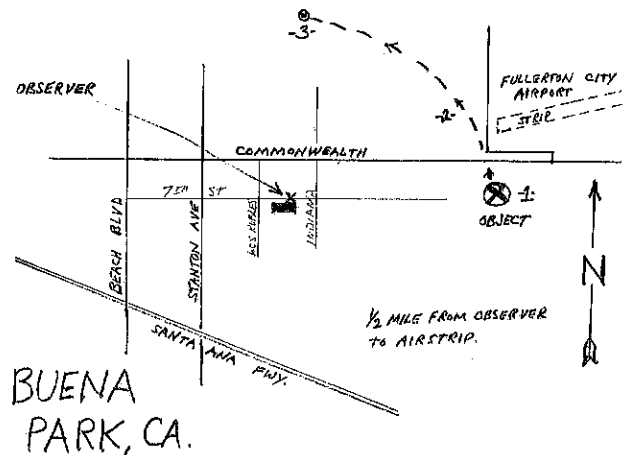 -3-
FULLERTON CITY
AIRPORT
STRIP
-2-
OBSERVER
COMMONWEALTH
75TH ST
-1-
OBJECT
BEACH BLVD
STANTON AVE
INDIANA
N
1/2 MILE FROM OBSERVER
TO AIRSTRIP.
SANTA ANA FWY.
BUENA
PARK, CA.